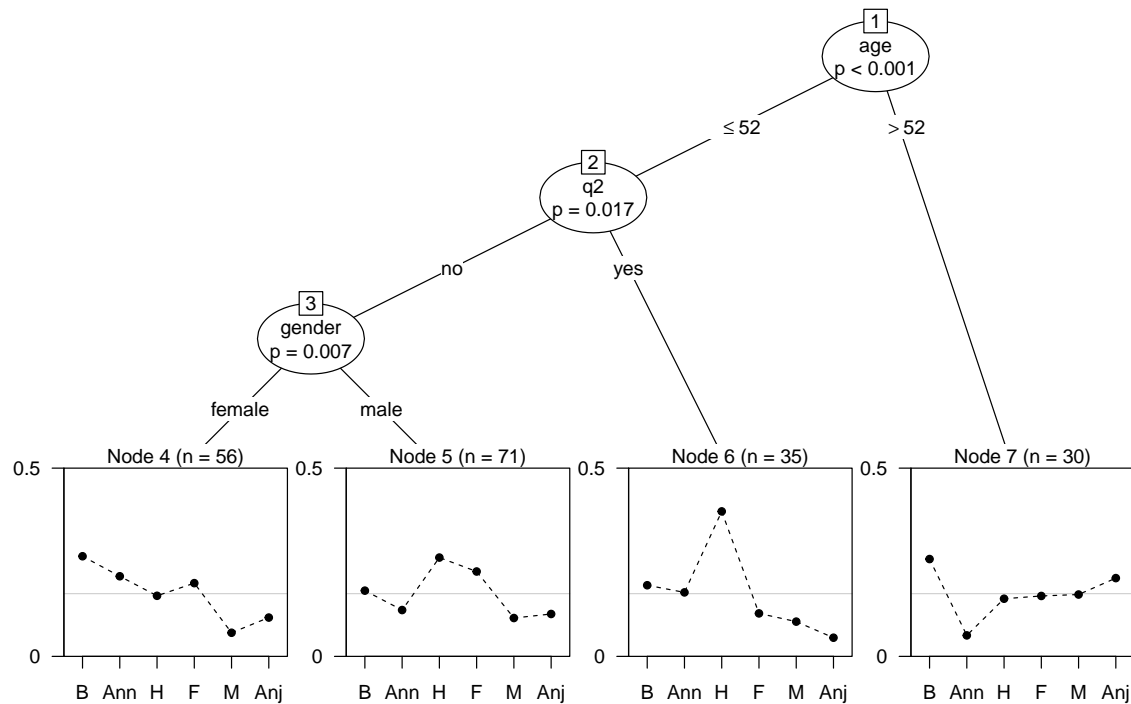 1
age
p < 0.001
≤ 52
> 52
2
q2
p = 0.017
no
yes
3
gender
p = 0.007
female
male
Node 4 (n = 56)
Node 5 (n = 71)
Node 6 (n = 35)
Node 7 (n = 30)
0.5
0.5
0.5
0.5
0
0
0
0
B Ann H F M Anj
B Ann H F M Anj
B Ann H F M Anj
B Ann H F M Anj